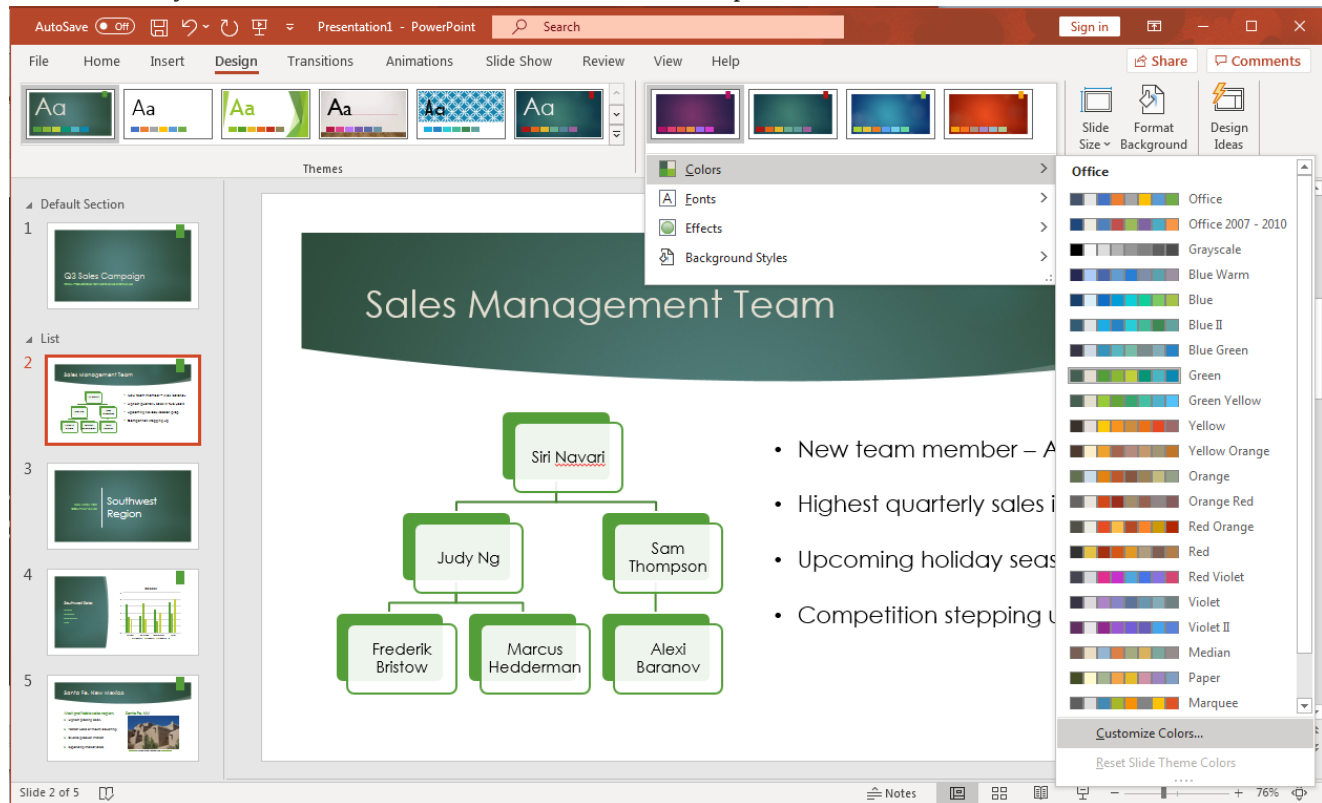 AutoSave Off Presentation1 - PowerPoint Search Sign in
File Home Insert Design Transitions Animations Slide Show Review View Help Share Comments
Aa Aa Aa Aa Aa Aa
Slide Size Format Background Design Ideas
Themes
Colors
Fonts
Effects
Background Styles
Office
Office
Office 2007 - 2010
Grayscale
Blue Warm
Blue
Blue II
Blue Green
Green
Green Yellow
Yellow
Yellow Orange
Orange
Orange Red
Red Orange
Red
Red Violet
Violet
Violet II
Median
Paper
Marquee
Customize Colors...
Reset Slide Theme Colors
Default Section
1
Q3 Sales Campaign
List
2
Sales Management Team
3
Southwest
Region
4
Southwest Sales
5
Santa Fe, New Mexico
Sales Management Team
Siri Navari
Judy Ng
Sam
Thompson
Frederik
Bristow
Marcus
Hedderman
Alexi
Baranov
• New team member – A
• Highest quarterly sales i
• Upcoming holiday seas
• Competition stepping u
Slide 2 of 5 Notes 76%